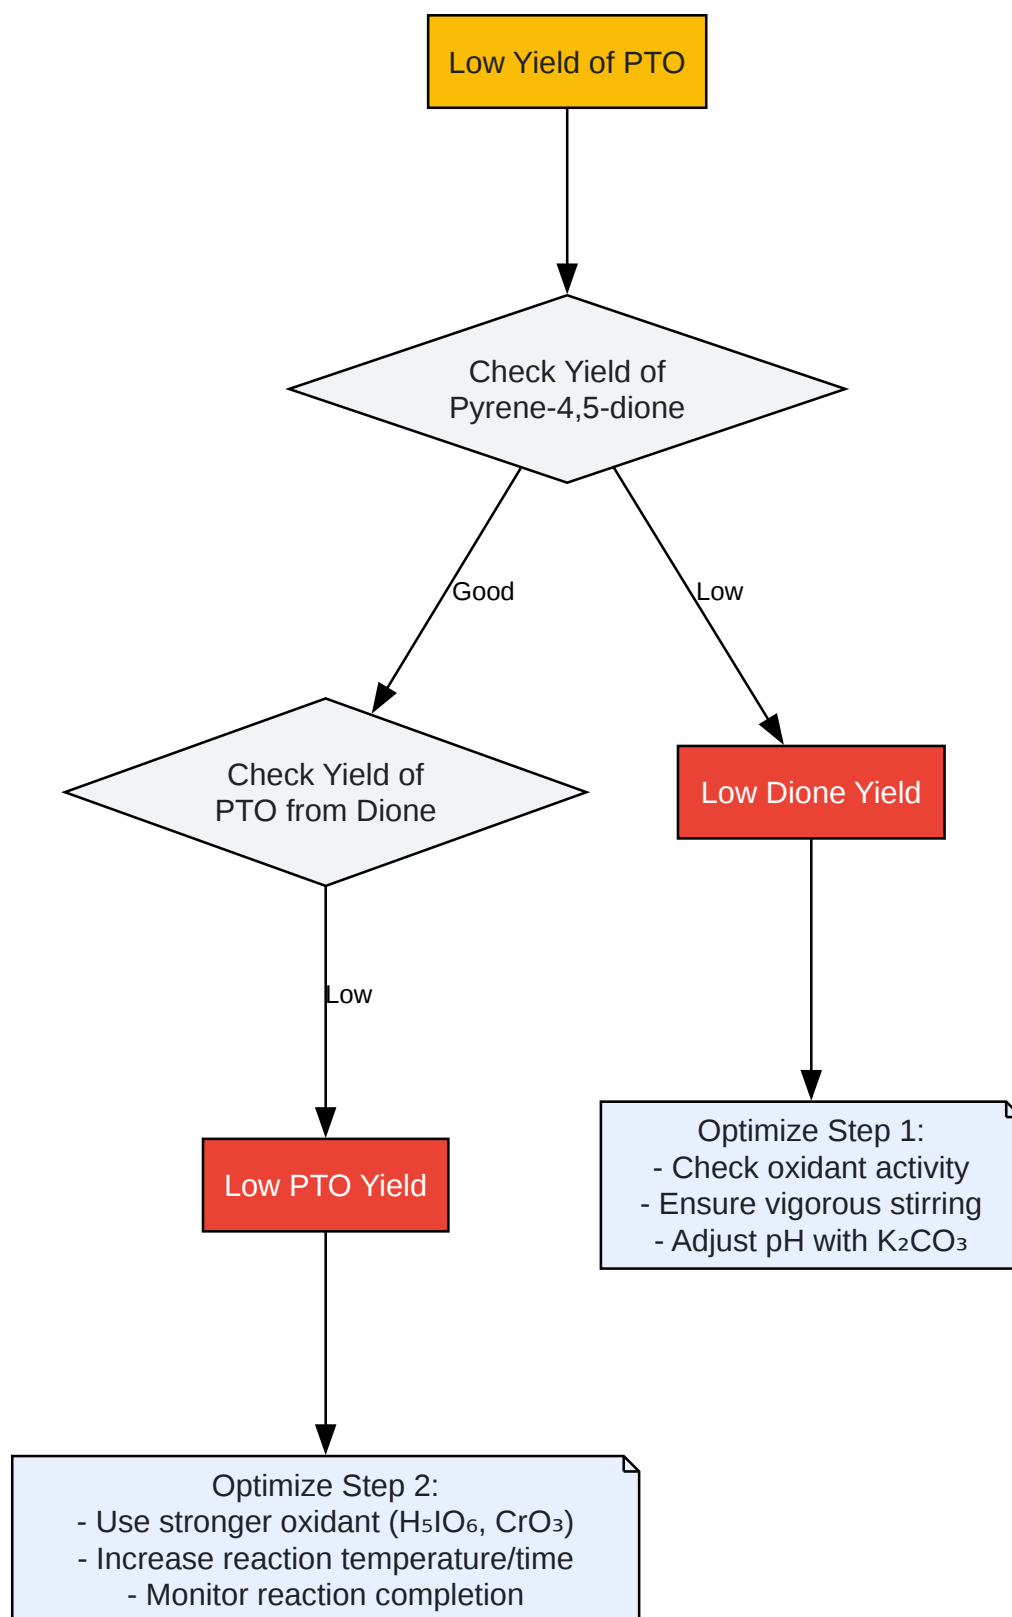 Low Yield of PTO
Check Yield of
Pyrene-4,5-dione
Good
Low
Check Yield of
PTO from Dione
Low Dione Yield
Low
Optimize Step 1:
- Check oxidant activity
- Ensure vigorous stirring
- Adjust pH with K₂CO₃
Low PTO Yield
Optimize Step 2:
- Use stronger oxidant (H₅IO₆, CrO₃)
- Increase reaction temperature/time
- Monitor reaction completion